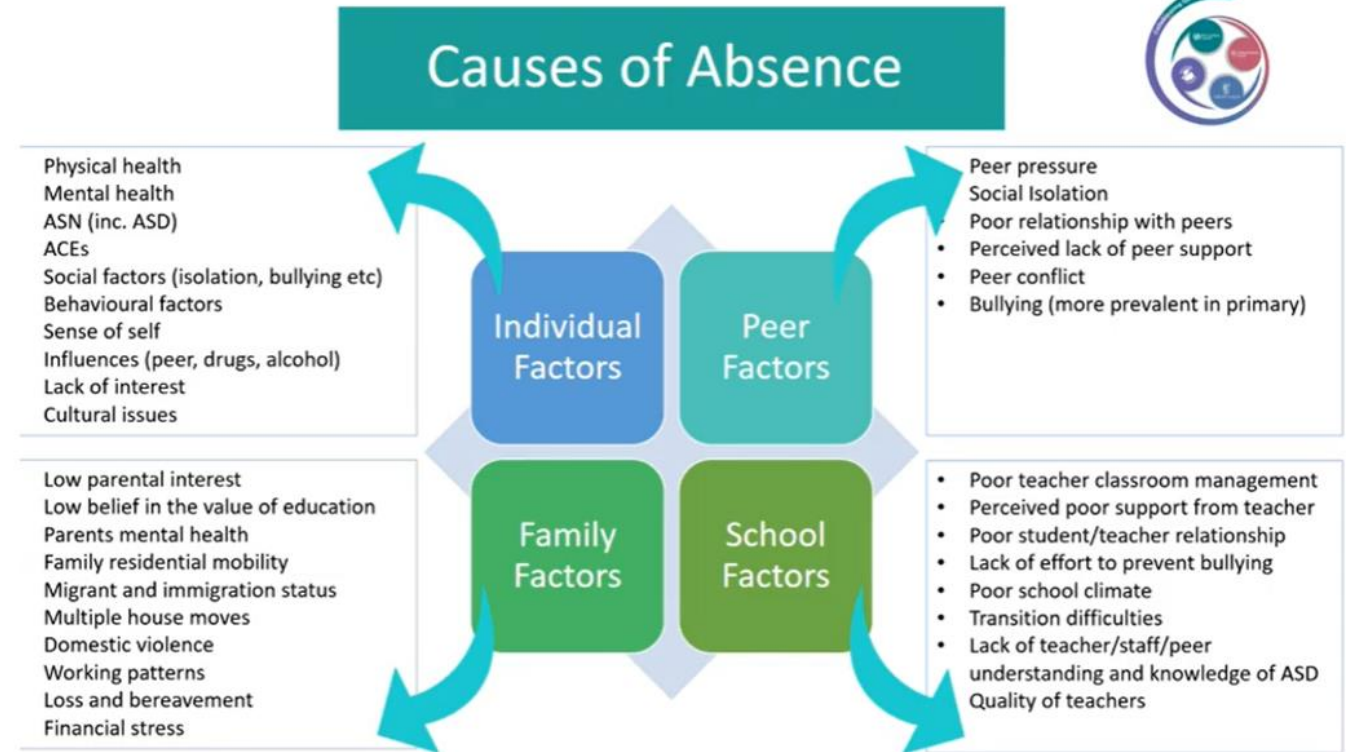 Causes of Absence
Physical health
Mental health
ASN (inc. ASD)
ACEs
Social factors (isolation, bullying etc)
Behavioural factors
Sense of self
Influences (peer, drugs, alcohol)
Lack of interest
Cultural issues
Individual
Factors
Peer
Factors
Peer pressure
Social Isolation
• Poor relationship with peers
• Perceived lack of peer support
• Peer conflict
• Bullying (more prevalent in primary)
Low parental interest
Low belief in the value of education
Parents mental health
Family residential mobility
Migrant and immigration status
Multiple house moves
Domestic violence
Working patterns
Loss and bereavement
Financial stress
Family
Factors
School
Factors
• Poor teacher classroom management
• Perceived poor support from teacher
• Poor student/teacher relationship
• Lack of effort to prevent bullying
• Poor school climate
• Transition difficulties
• Lack of teacher/staff/peer
understanding and knowledge of ASD
Quality of teachers